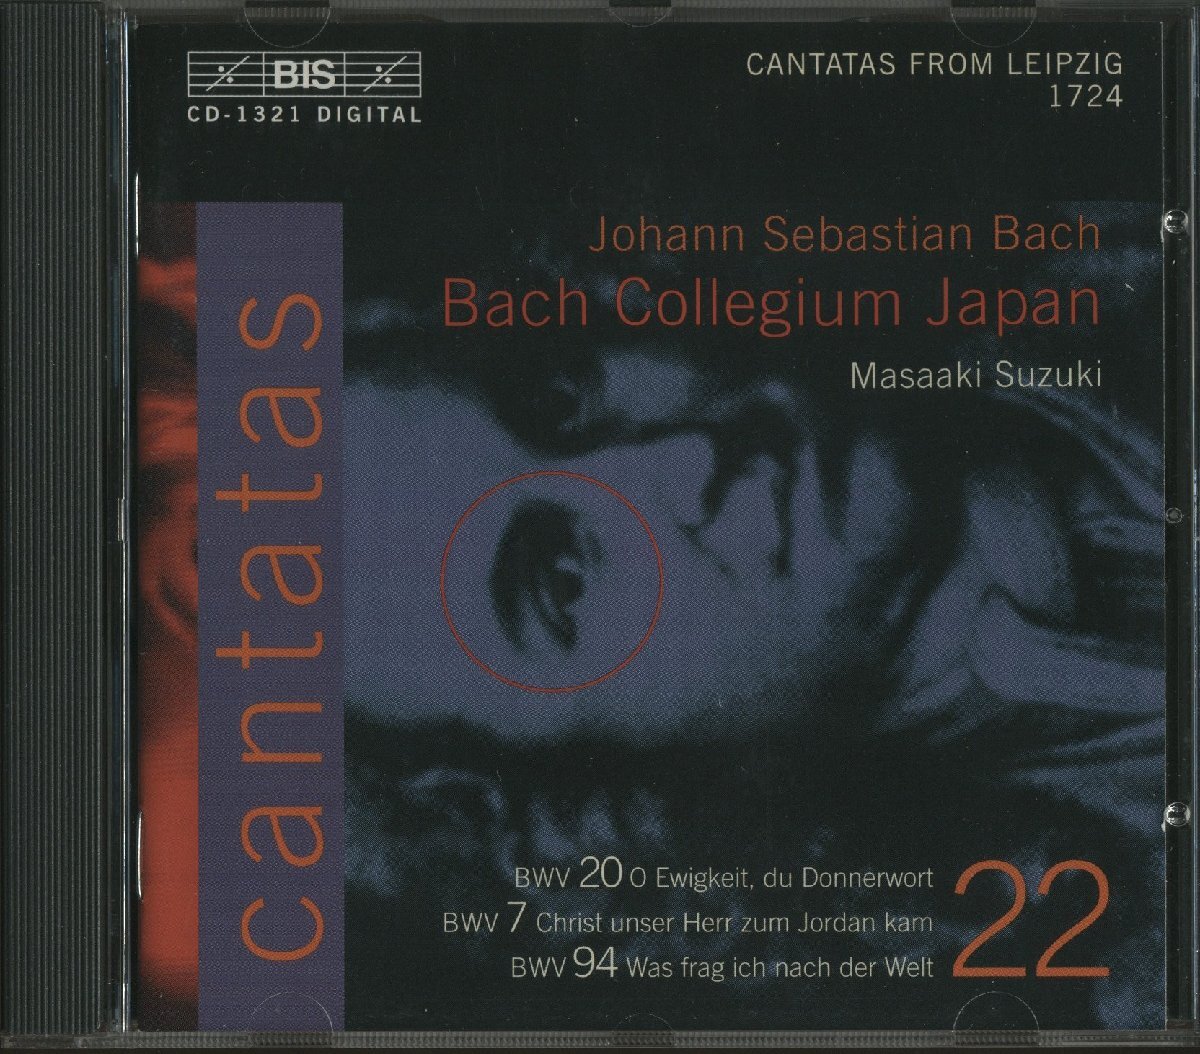 BIS
CD-1321 DIGITAL
CANTATAS FROM LEIPZIG
1724
Johann Sebastian Bach
Bach Collegium Japan
Masaaki Suzuki
cantatas
BWV 20 O Ewigkeit, du Donnerwort
BWV 7 Christ unser Herr zum Jordan kam
BWV 94 Was frag ich nach der Welt
22